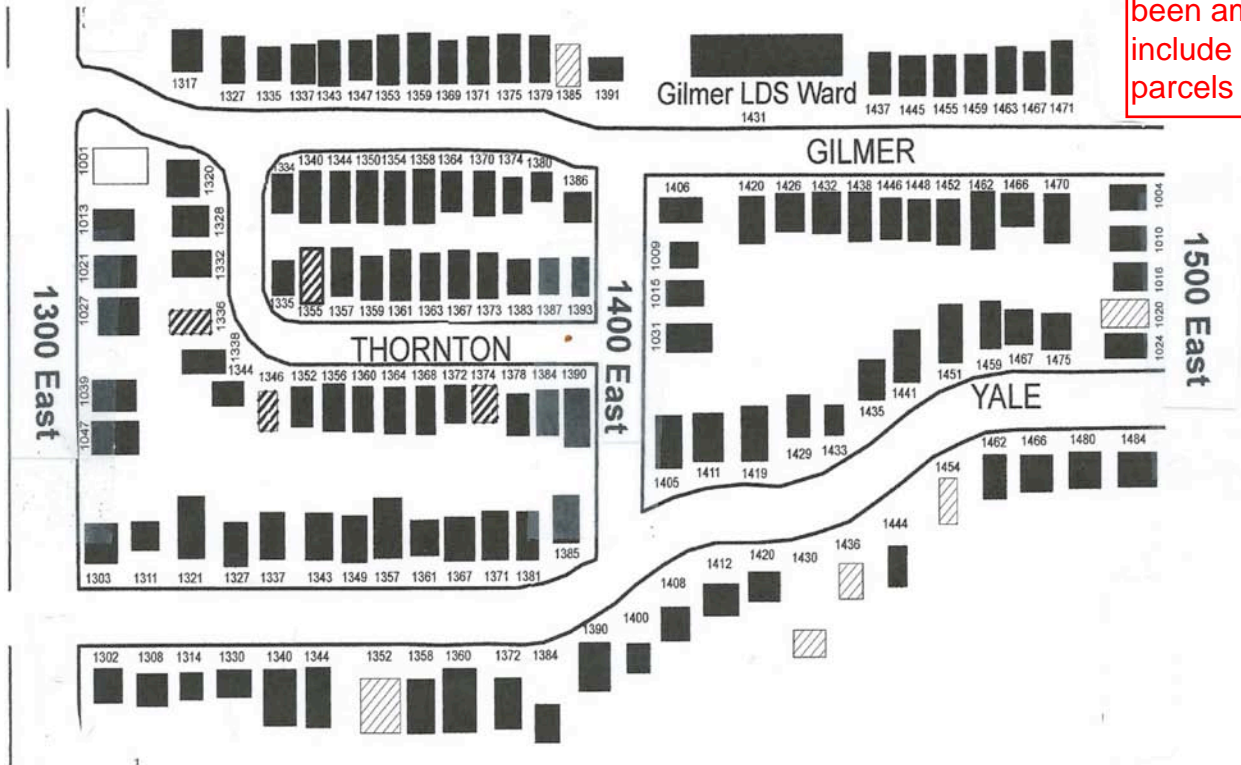 been am
include
parcels
1317
1327 1335 1337 1343 1347 1353 1359 1369 1371 1375 1379 1385 1391
Gilmer LDS Ward
1431
1437 1445 1455 1459 1463 1467 1471
GILMER
1001
1013
1021
1027
1039
1047
1320
1328
1332
1336
1338
1344
1334 1340 1344 1350 1354 1358 1364 1370 1374 1380 1386
1335 1355 1357 1359 1361 1363 1367 1373 1383 1387 1393
THORNTON
1346 1352 1356 1360 1364 1368 1372 1374 1378 1384 1390
1300 East
1400 East
1500 East
1406 1420 1426 1432 1438 1446 1448 1452 1462 1466 1470
1009
1015
1031
1004
1010
1016
1020
1024
1405 1411 1419 1429 1433 1435 1441 1451 1459 1467 1475
YALE
1303 1311 1321 1327 1337 1343 1349 1357 1361 1367 1371 1381 1385
1302 1308 1314 1330 1340 1344 1352 1358 1360 1372 1384 1390 1400 1408 1412 1420 1430 1436 1444 1454 1462 1466 1480 1484